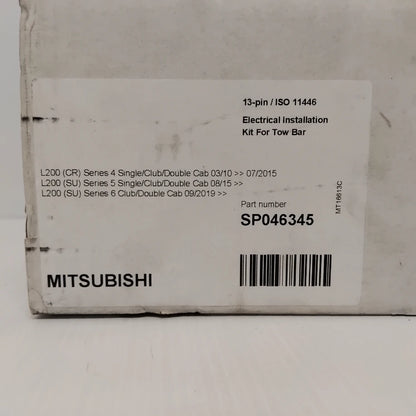 13-pin / ISO 11446
Electrical Installation
Kit For Tow Bar
L200 (CR) Series 4 Single/Club/Double Cab 03/10 >> 07/2015
L200 (SU) Series 5 Single/Club/Double Cab 08/15 >>
L200 (SU) Series 6 Club/Double Cab 09/2019 >>
Part number
SP046345
MT16613C
MITSUBISHI